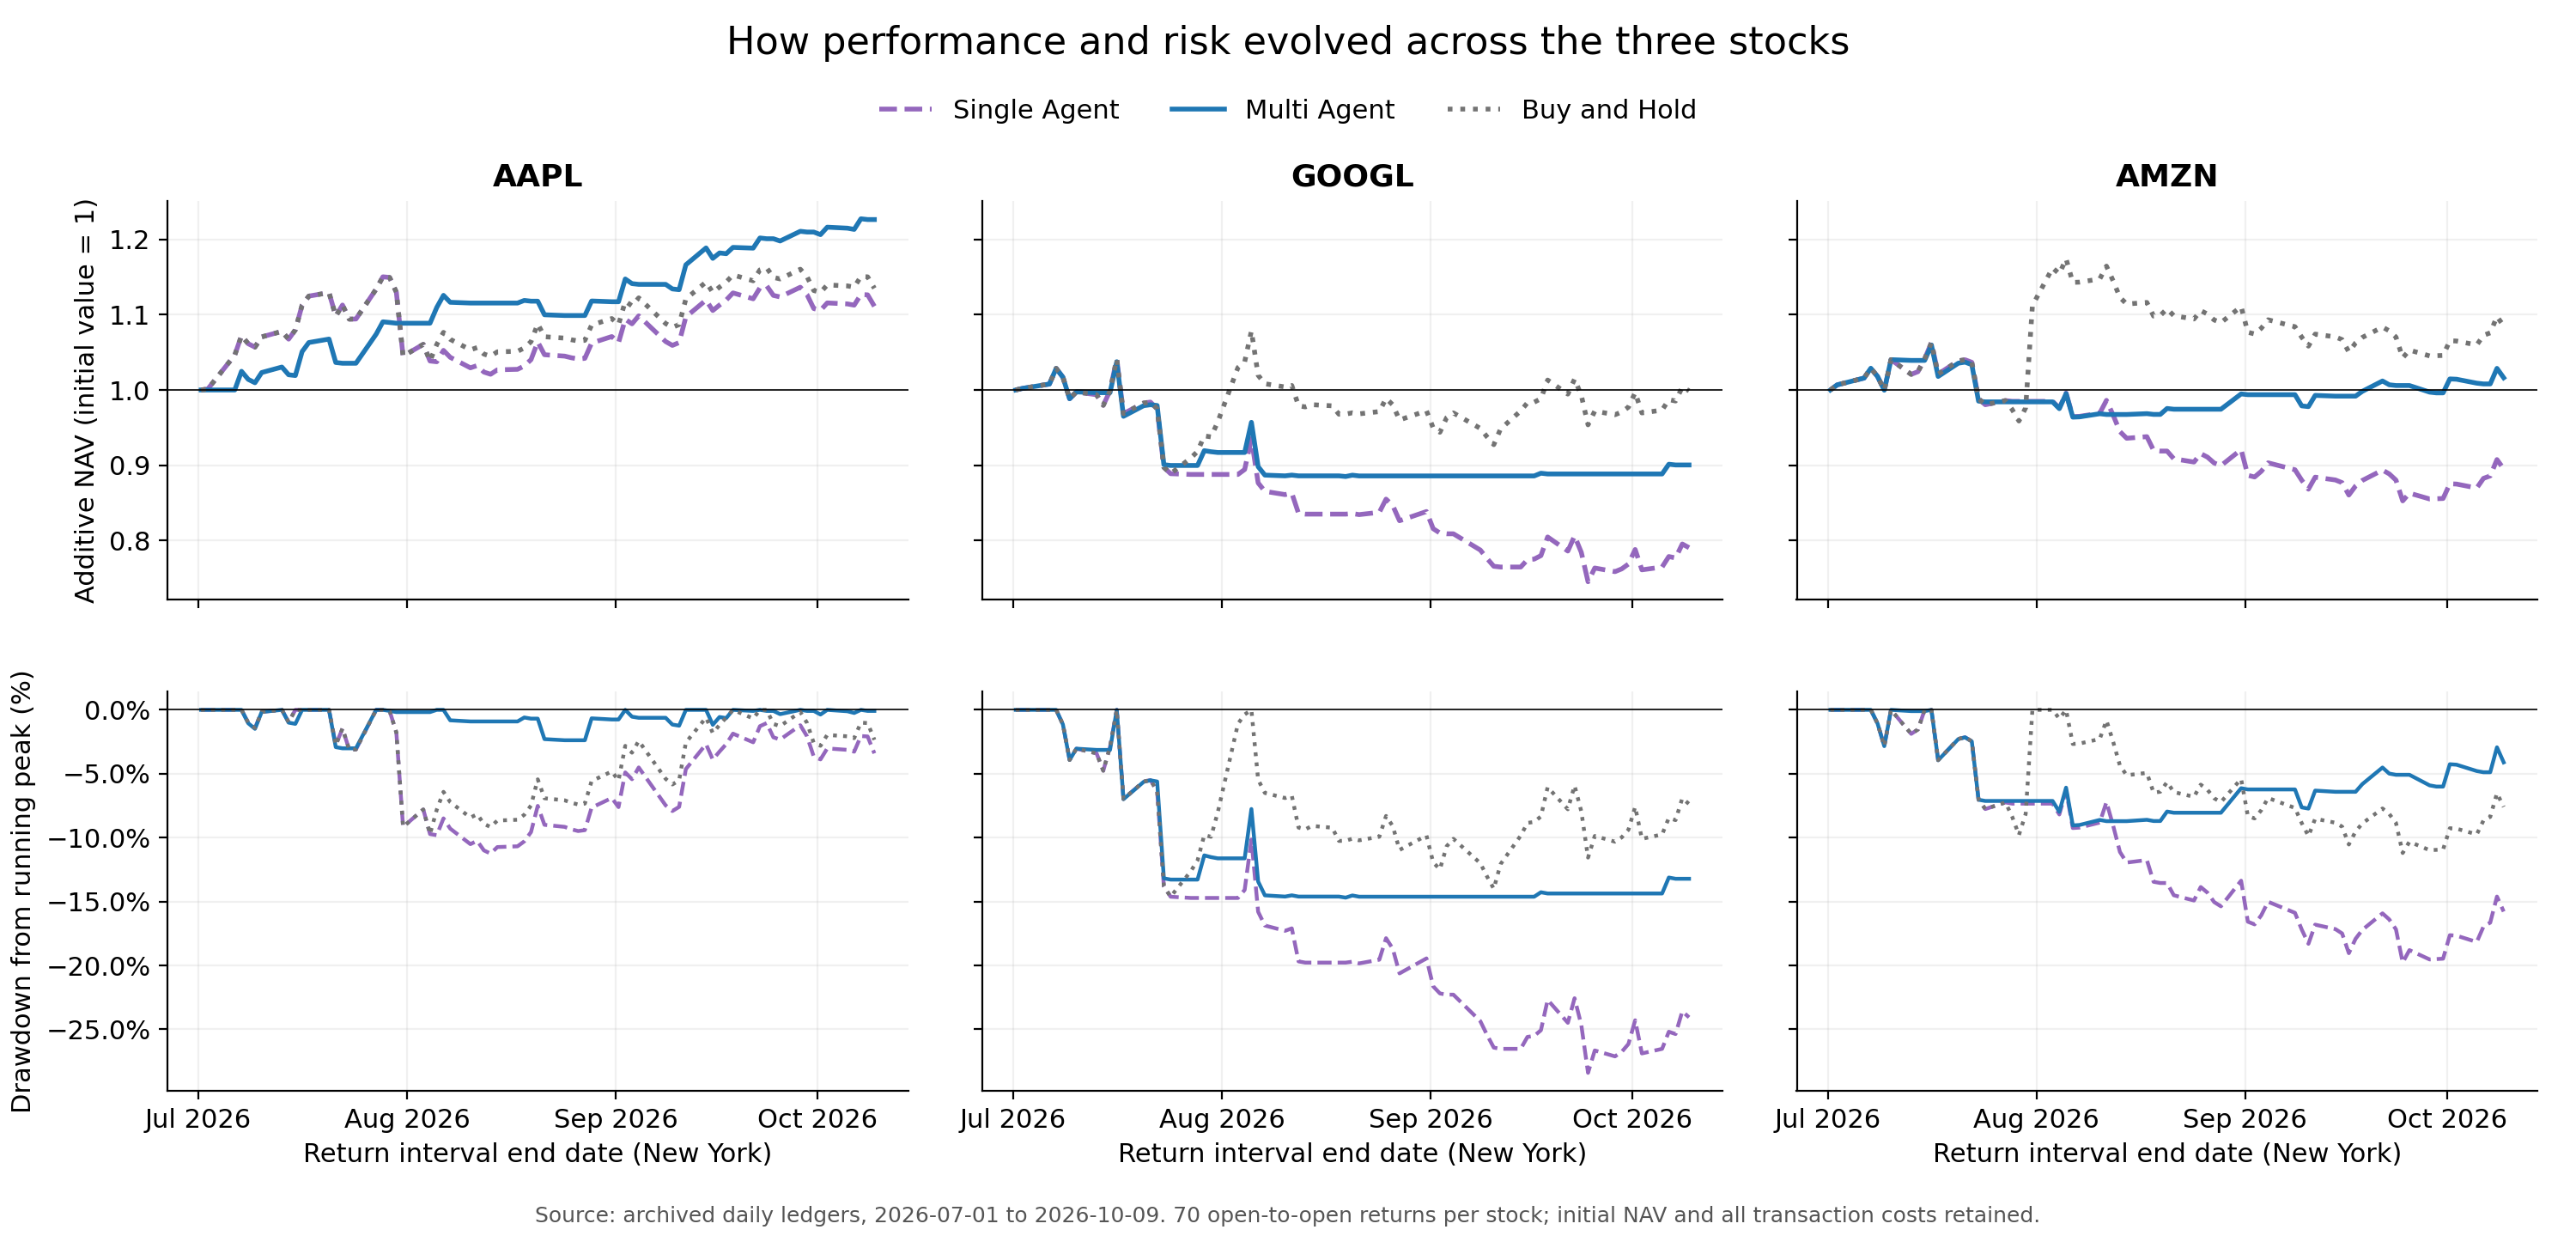 How performance and risk evolved across the three stocks
Single Agent Multi Agent Buy and Hold
AAPL GOOGL AMZN
Additive NAV (initial value = 1)
1.2
1.1
1.0
0.9
0.8
Drawdown from running peak (%)
0.0%
−5.0%
−10.0%
−15.0%
−20.0%
−25.0%
Jul 2026 Aug 2026 Sep 2026 Oct 2026 Jul 2026 Aug 2026 Sep 2026 Oct 2026 Jul 2026 Aug 2026 Sep 2026 Oct 2026
Return interval end date (New York) Return interval end date (New York) Return interval end date (New York)
Source: archived daily ledgers, 2026-07-01 to 2026-10-09. 70 open-to-open returns per stock; initial NAV and all transaction costs retained.